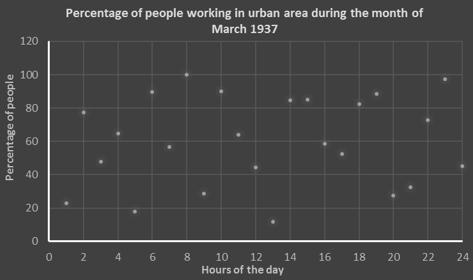 Percentage of people working in urban area during the month of
March 1937
120
100
80
60
40
20
0
Percentage of people
0 2 4 6 8 10 12 14 16 18 20 22 24
Hours of the day